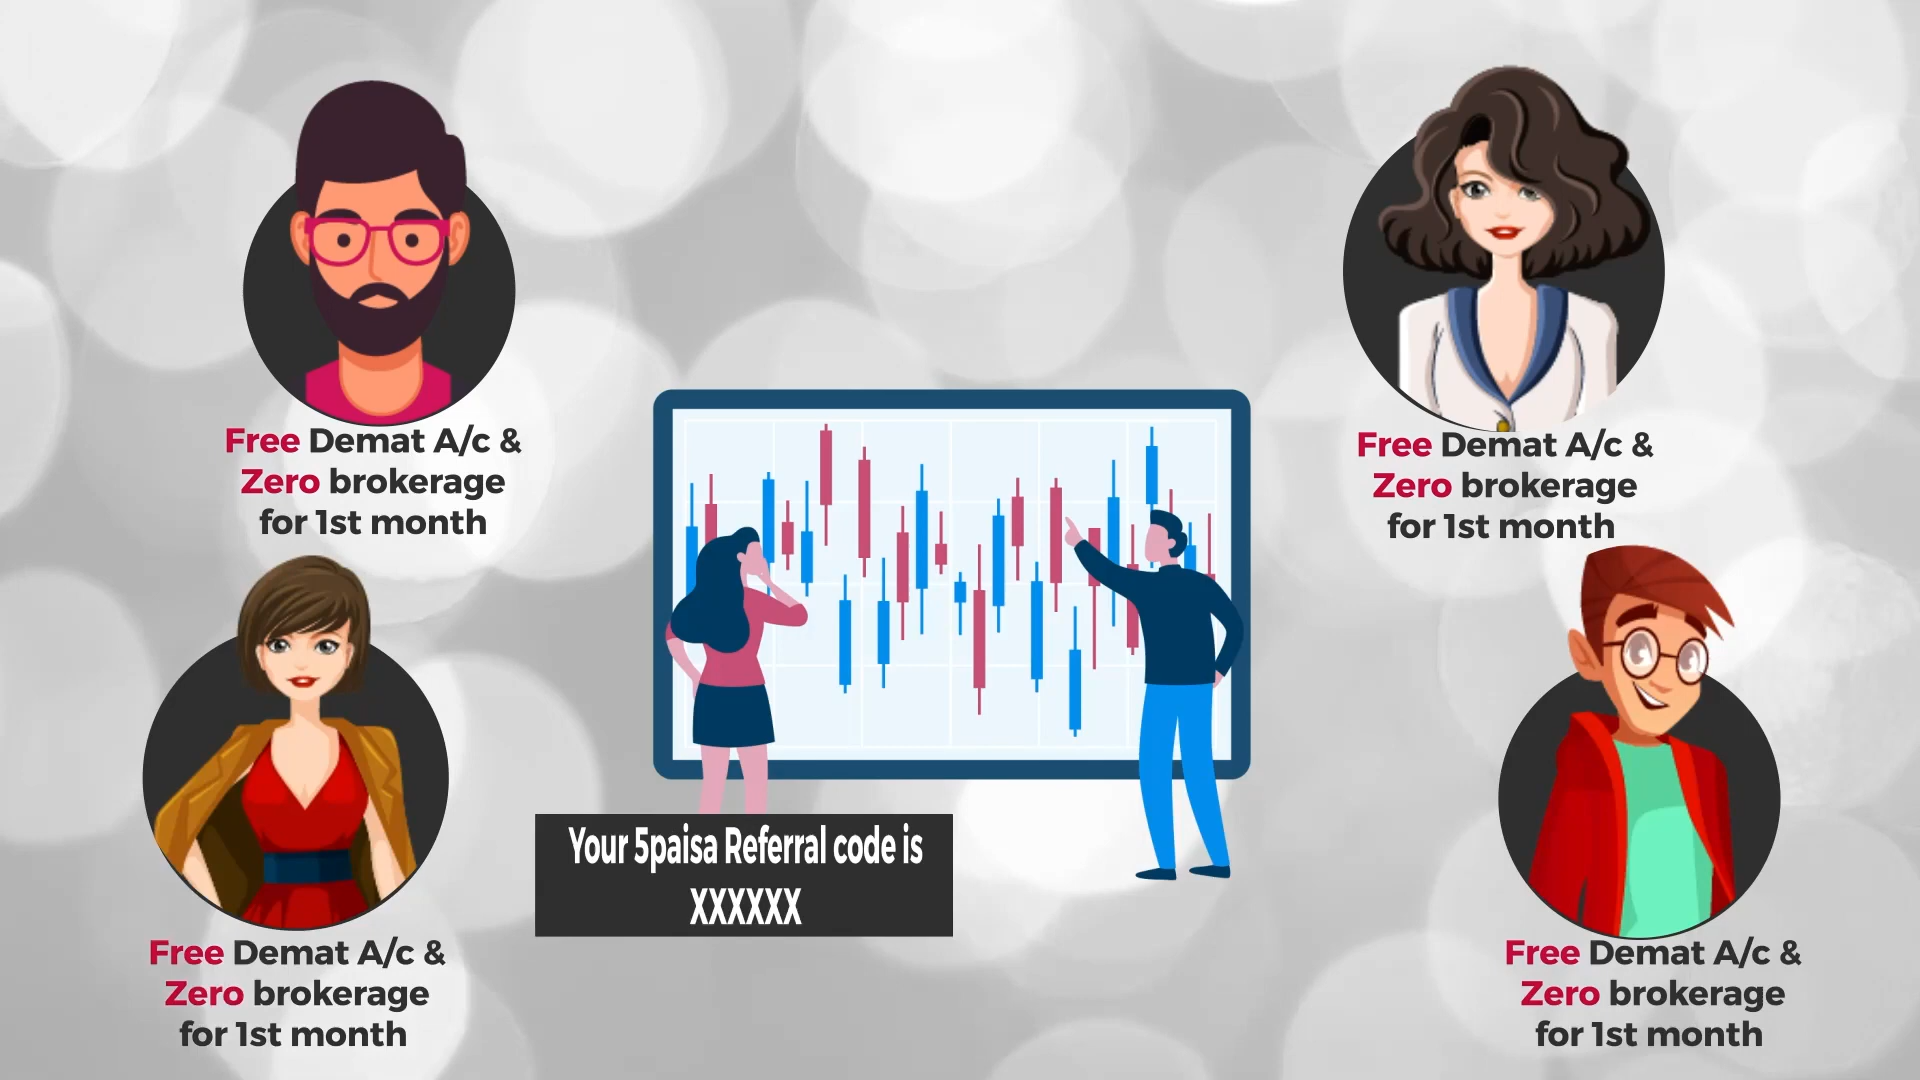 Free Demat A/c &
Zero brokerage
for 1st month
Free Demat A/c &
Zero brokerage
for 1st month
Your 5paisa Referral code is
XXXXXX
Free Demat A/c &
Zero brokerage
for 1st month
Free Demat A/c &
Zero brokerage
for 1st month